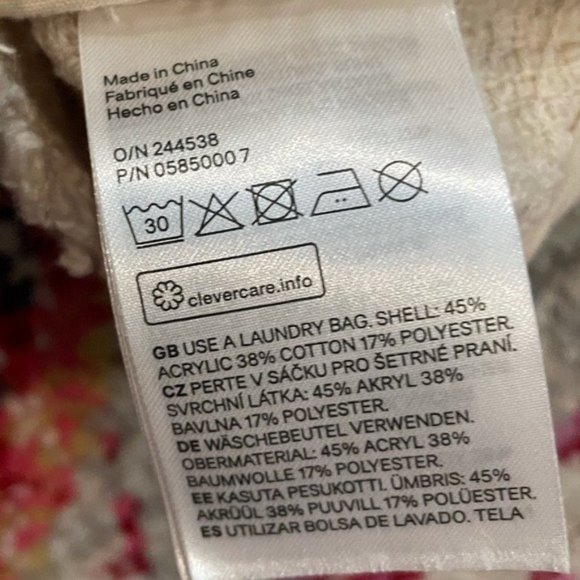 Made in China
Fabriqué en Chine
Hecho en China
O/N 244538
P/N 05850007
30
clevercare.info
GB USE A LAUNDRY BAG. SHELL: 45%
ACRYLIC 38% COTTON 17% POLYESTER.
CZ PERTE V SÁČKU PRO ŠETRNÉ PRANÍ.
SVRCHNÍ LÁTKA: 45% AKRYL 38%
BAVLNA 17% POLYESTER.
DE WÄSCHEBEUTEL VERWENDEN.
OBERMATERIAL: 45% ACRYL 38%
BAUMWOLLE 17% POLYESTER.
EE KASUTA PESUKOTTI. ÜMBRIS: 45%
AKRÜÜL 38% PUUVILL 17% POLÜESTER.
ES UTILIZAR BOLSA DE LAVADO. TELA